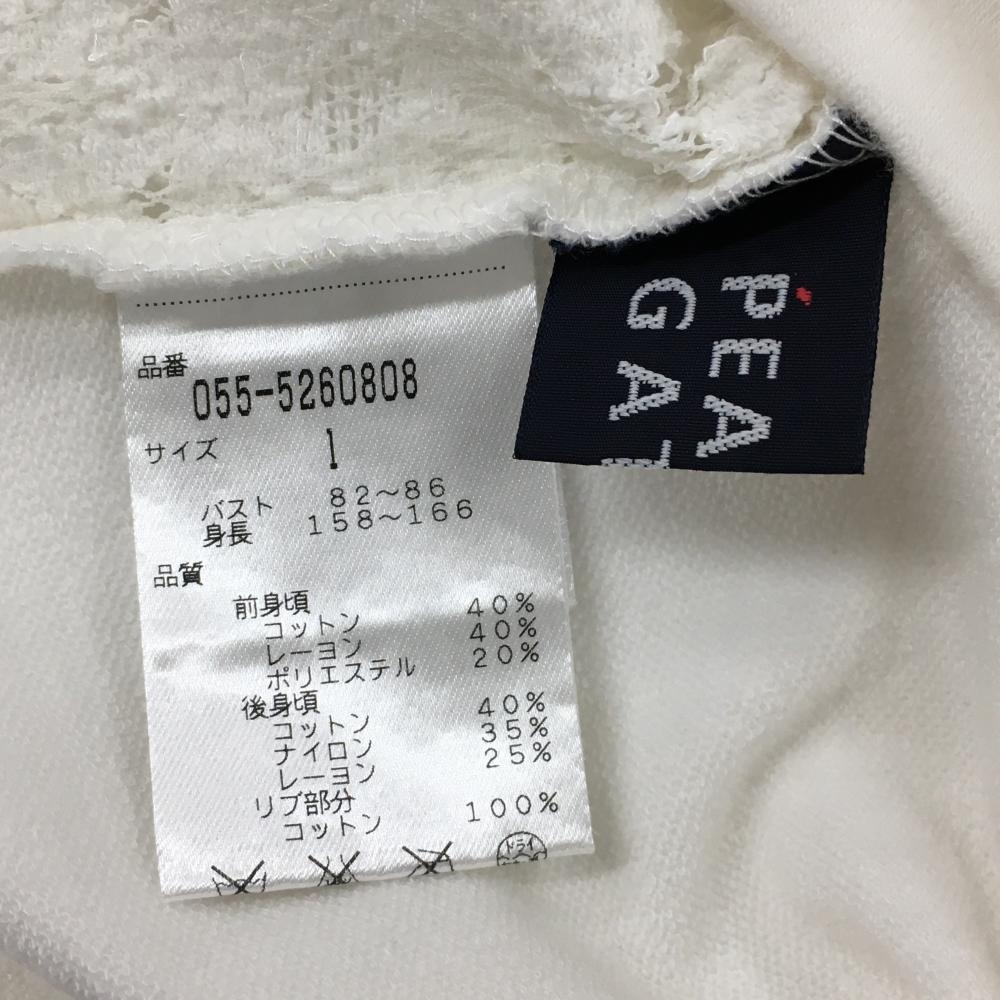 品番
055-5260808
サイズ 1
バスト 82〜86
身長 158〜166
品質
前身頃
コットン 40%
レーヨン 40%
ポリエステル 20%
後身頃
コットン 40%
ナイロン 35%
レーヨン 25%
リブ部分
コットン 100%
ドライ
PEA
GA